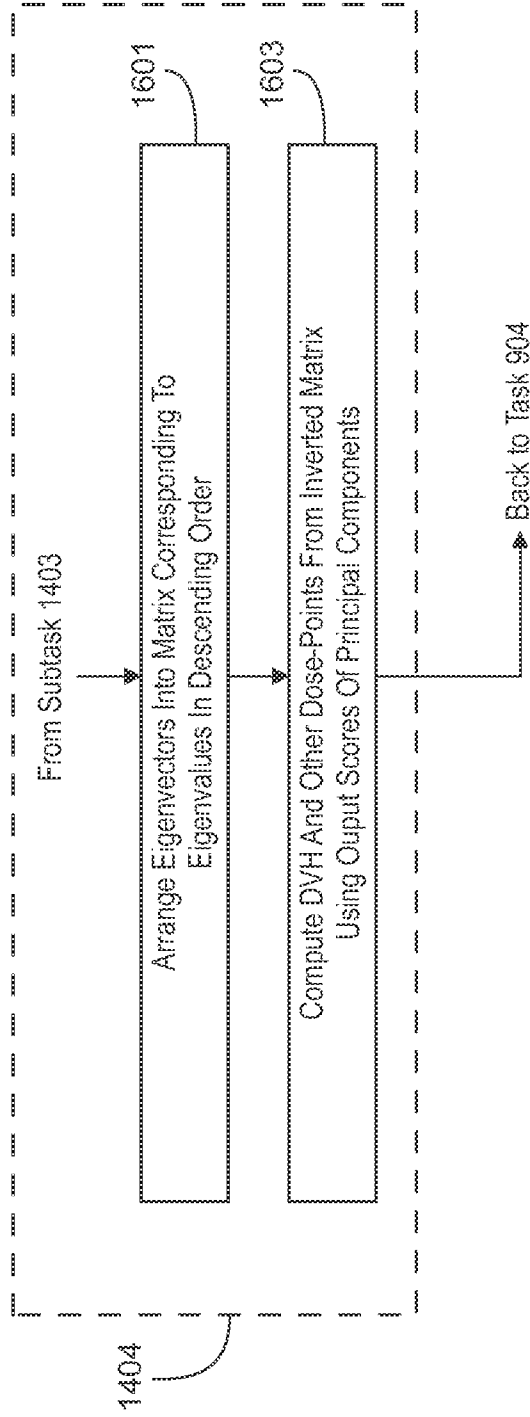 From Subtask 1403
1601
Arrange Eigenvectors Into Matrix Corresponding To
Eigenvalues In Descending Order
1603
Compute DVH And Other Dose-Points From Inverted Matrix
Using Ouput Scores Of Principal Components
1404
Back to Task 904